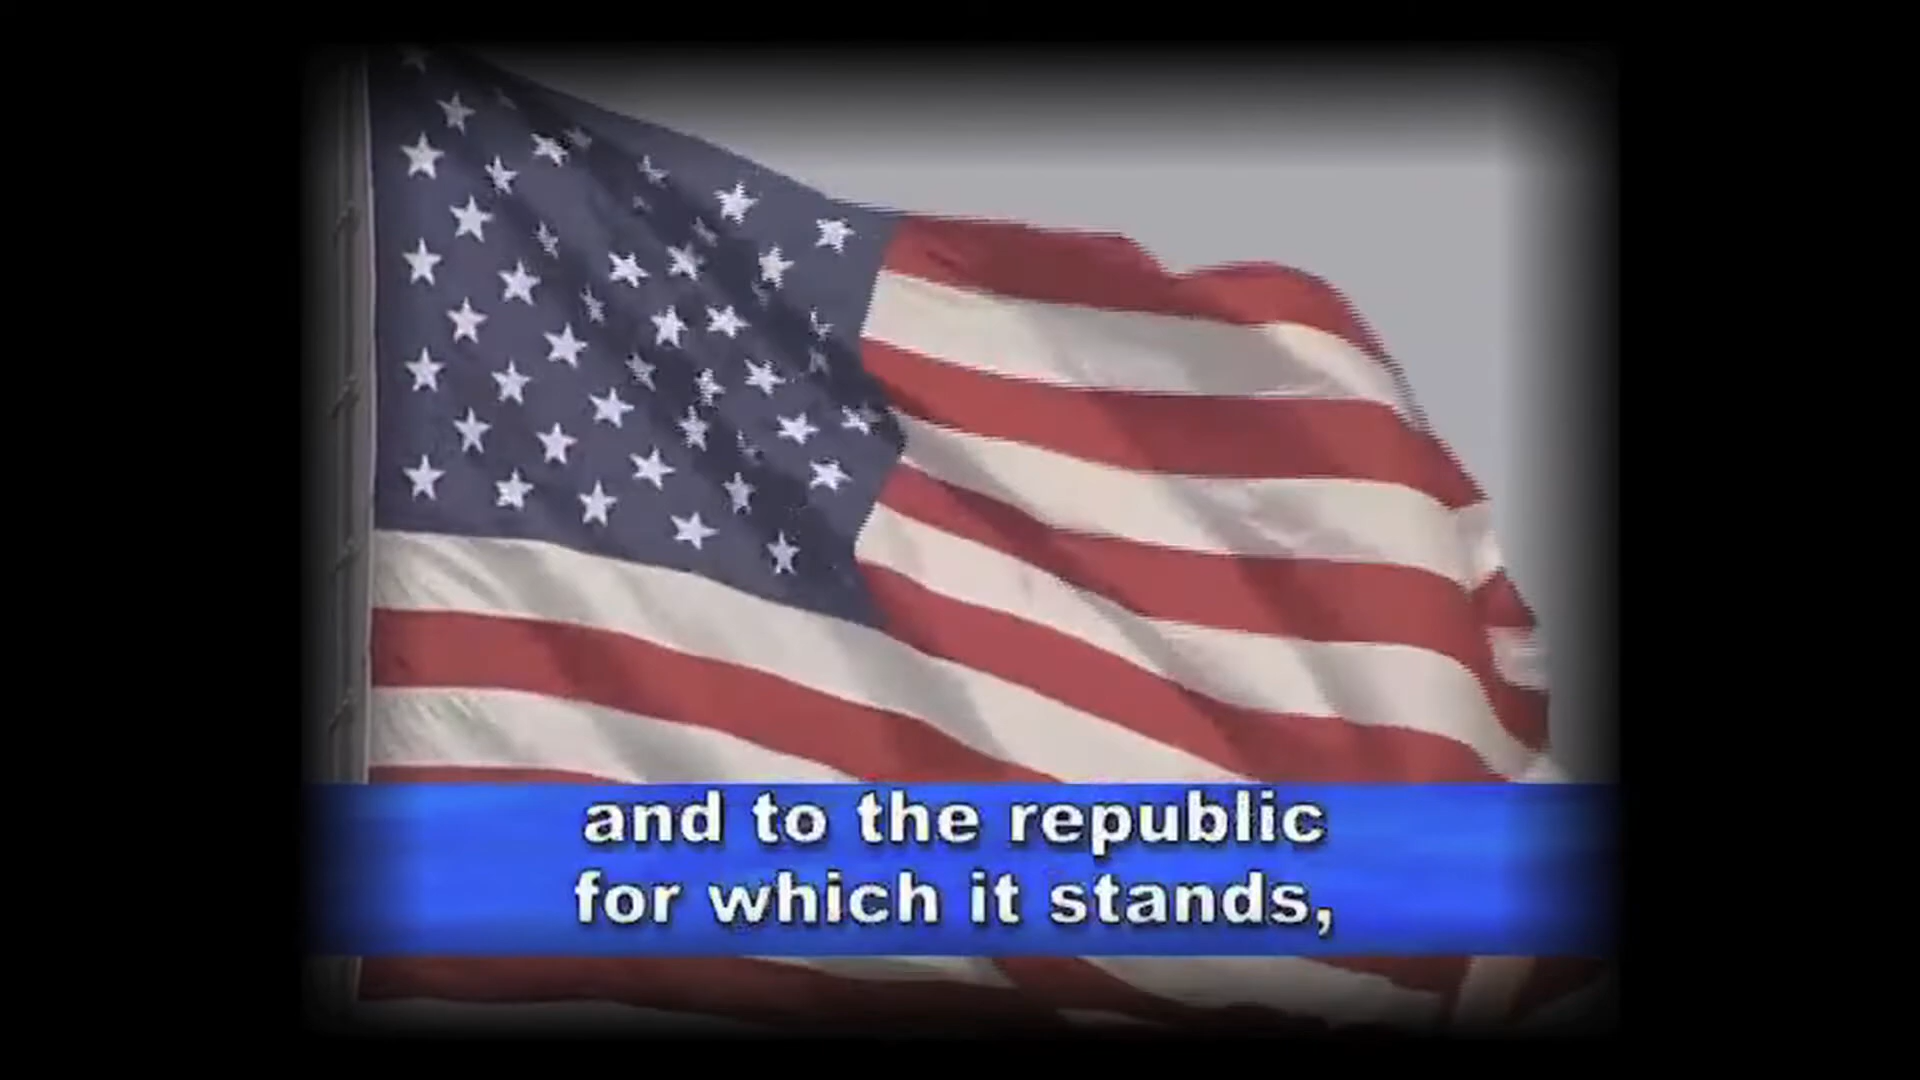 and to the republic
for which it stands,